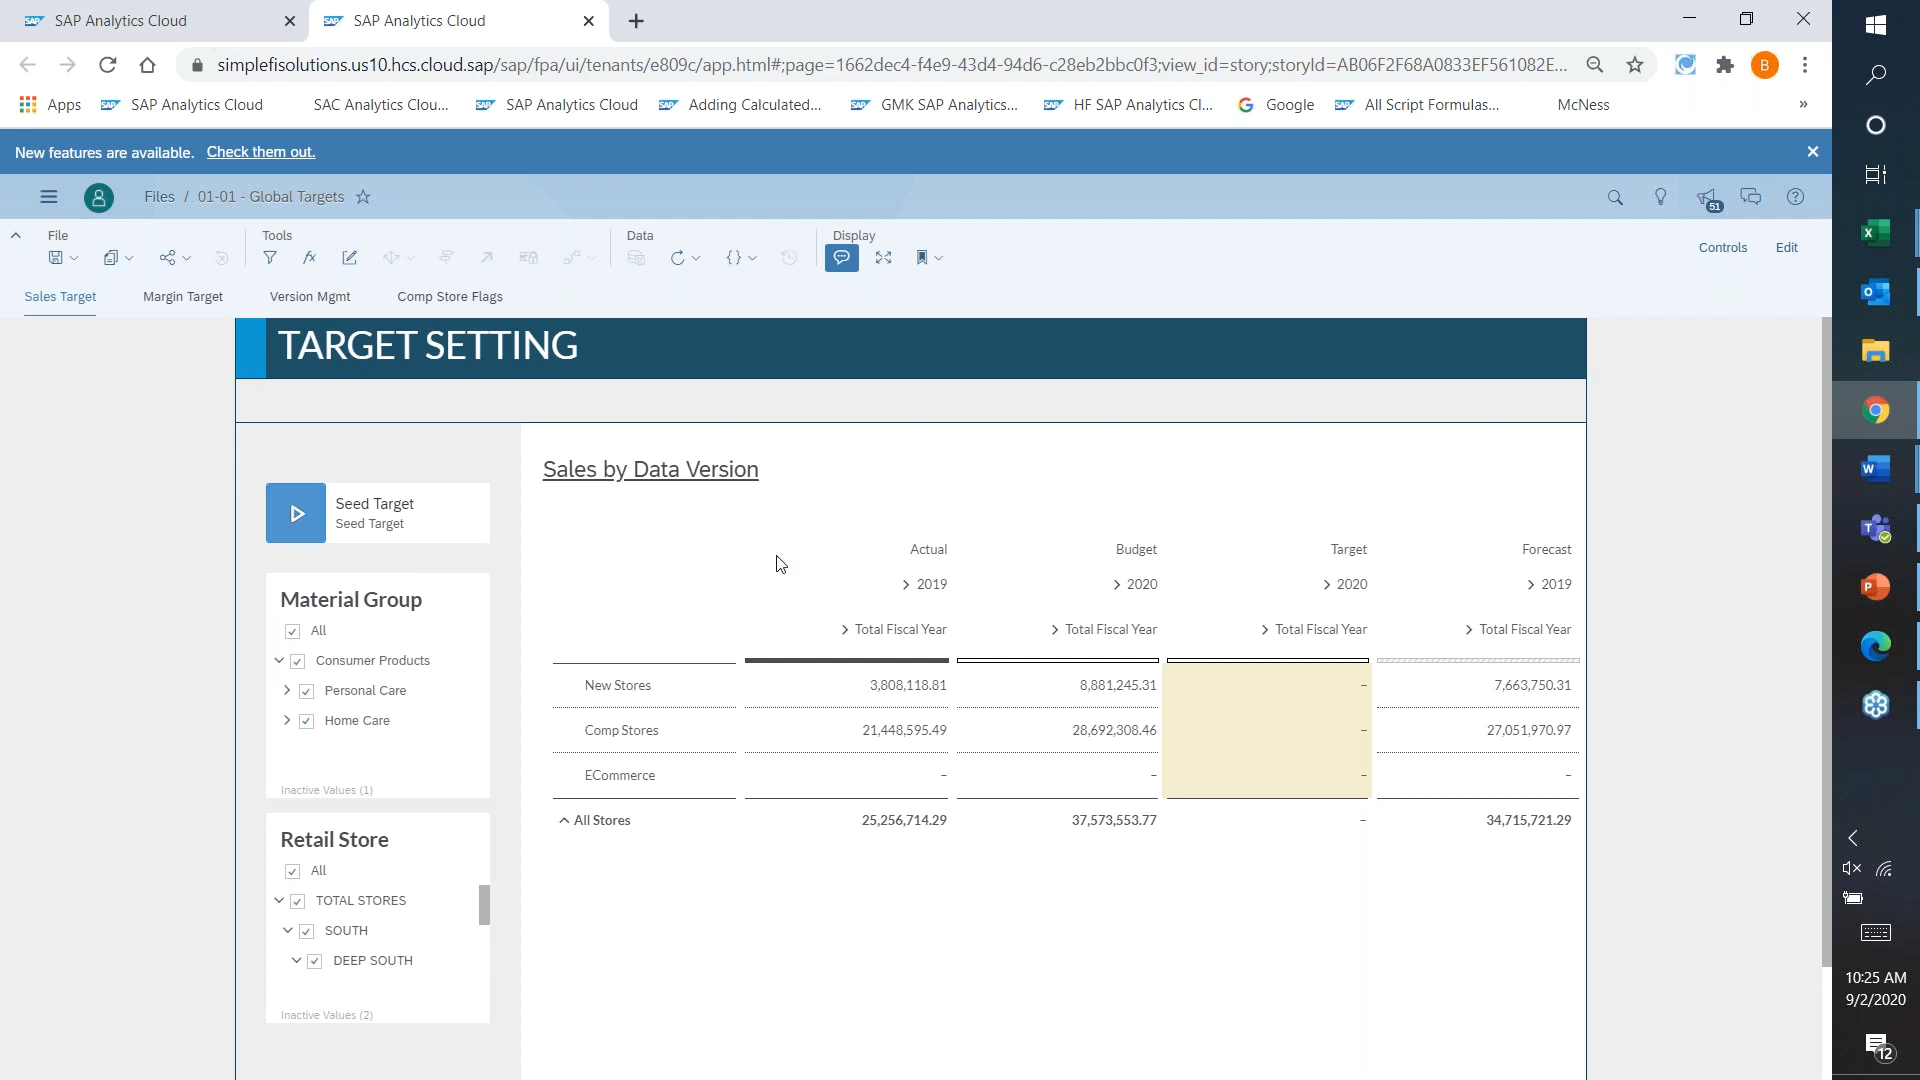 SAP Analytics Cloud
SAP Analytics Cloud
simplefisolutions.us10.hcs.cloud.sap/sap/fpa/ui/tenants/e809c/app.html#;page=1662dec4-f4e9-43d4-94d6-c28eb2bbc0f3;view_id=story;storyId=AB06F2F68A0833EF561082E...
B
Apps SAP Analytics Cloud SAC Analytics Clou... SAP Analytics Cloud Adding Calculated... GMK SAP Analytics... HF SAP Analytics Cl... Google All Script Formulas... McNess »
New features are available. Check them out.
Files / 01-01 - Global Targets
51
File Tools Data Display
Controls Edit
Sales Target Margin Target Version Mgmt Comp Store Flags
TARGET SETTING
Sales by Data Version
Seed Target
Seed Target
Material Group
All
Consumer Products
Personal Care
Home Care
Inactive Values (1)
Retail Store
All
TOTAL STORES
SOUTH
DEEP SOUTH
Inactive Values (2)
Actual Budget Target Forecast
> 2019 > 2020 > 2020 > 2019
> Total Fiscal Year > Total Fiscal Year > Total Fiscal Year > Total Fiscal Year
New Stores 3,808,118.81 8,881,245.31 – 7,663,750.31
Comp Stores 21,448,595.49 28,692,308.46 – 27,051,970.97
ECommerce – – – –
All Stores 25,256,714.29 37,573,553.77 – 34,715,721.29
10:25 AM
9/2/2020
12